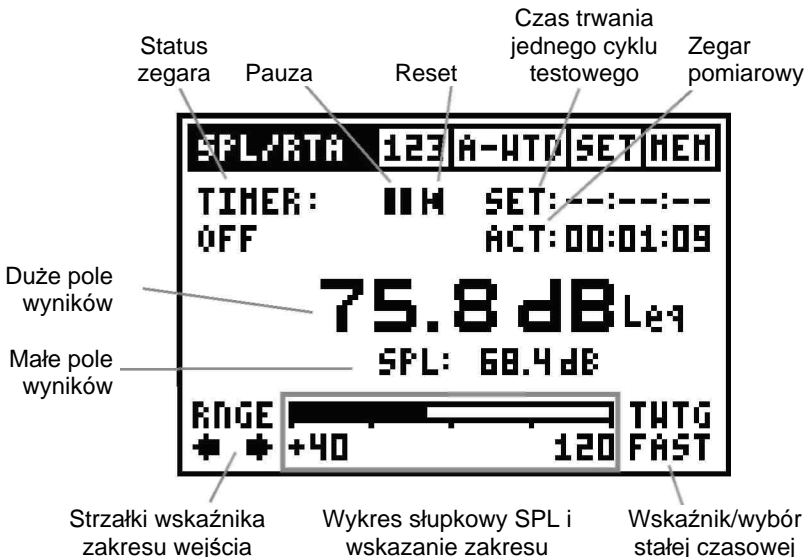 Czas trwania
jednego cyklu
testowego
Status
zegara
Pauza
Reset
Zegar
pomiarowy
SPL/RTA 123 A-WTD SET MEM
TIMER: SET:--:--:--
OFF ACT:00:01:09
Duże pole
wyników
75.8 dB Leq
Małe pole
wyników
SPL: 68.4 dB
RNGE TWTG
+40 120 FAST
Strzałki wskaźnika
zakresu wejścia
Wykres słupkowy SPL i
wskazanie zakresu
Wskaźnik/wybór
stałej czasowej